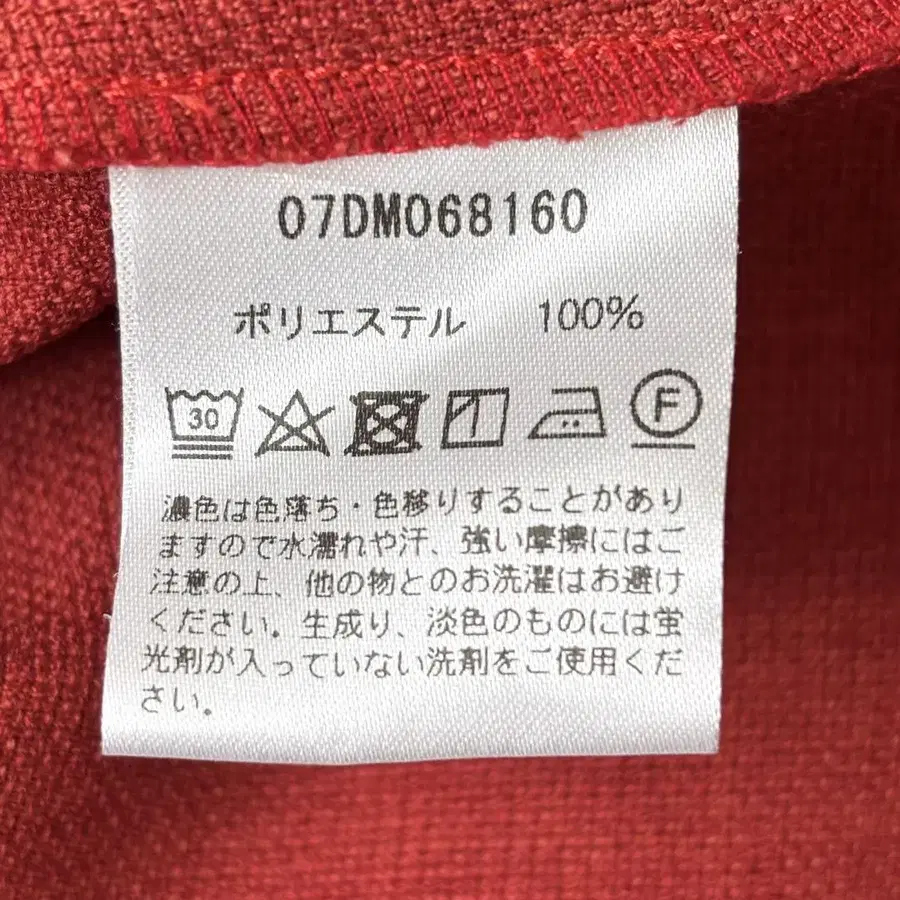 07DM068160
ポリエステル 100%
30 F
濃色は色落ち・色移りすることがあり
ますので水濡れや汗、強い摩擦にはご
注意の上、他の物とのお洗濯はお避け
ください。生成り、淡色のものには蛍
光剤が入っていない洗剤をご使用くだ
さい。